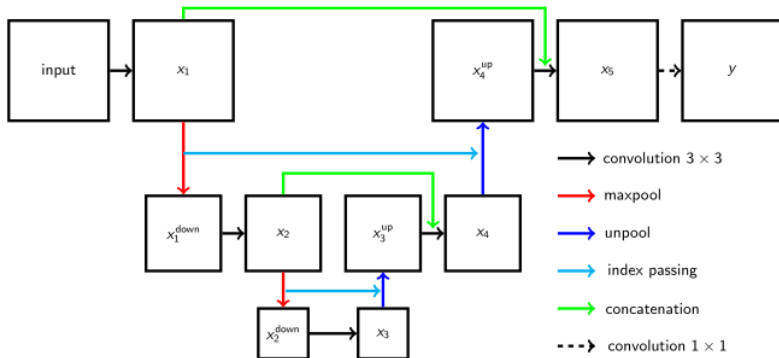 input
x₁
x₄ᵘᵖ
x₅
y
x₁ᵈᵒʷⁿ
x₂
x₃ᵘᵖ
x₄
x₂ᵈᵒʷⁿ
x₃
convolution 3 × 3
maxpool
unpool
index passing
concatenation
convolution 1 × 1